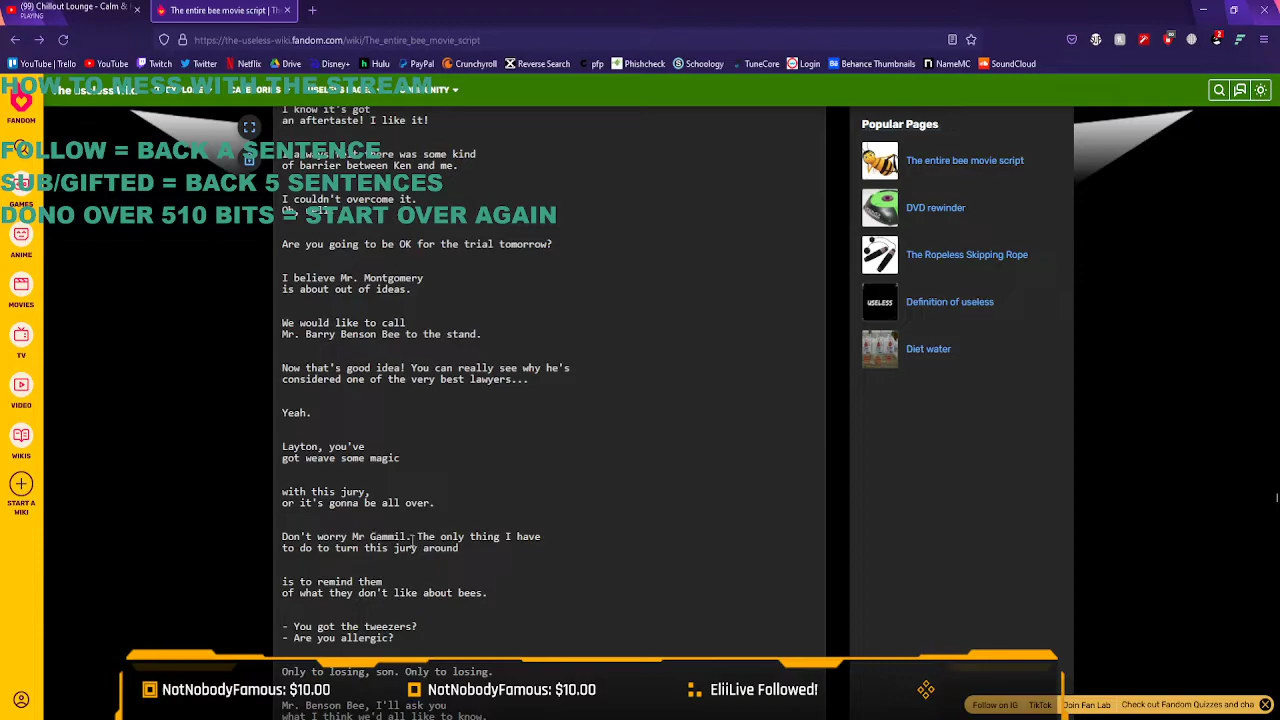 (99) Chillout Lounge - Calm &
PLAYING
The entire bee movie script | T
https://the-useless-wiki.fandom.com/wiki/The_entire_bee_movie_script
YouTube | Trello
YouTube
Twitch
Twitter
Netflix
Drive
Disney+
Hulu
PayPal
Crunchyroll
Reverse Search
pfp
Phishcheck
Schoology
TuneCore
Login
Behance Thumbnails
NameMC
SoundCloud
HOW TO MESS WITH THE STREAM
FOLLOW = BACK A SENTENCE
SUB/GIFTED = BACK 5 SENTENCES
DONO OVER 510 BITS = START OVER AGAIN
FANDOM
GAMES
ANIME
MOVIES
TV
VIDEO
WIKIS
START A
WIKI
I know it's got
an aftertaste! I like it!
there was some kind
of barrier between Ken and me.
I couldn't overcome it.
Are you going to be OK for the trial tomorrow?
I believe Mr. Montgomery
is about out of ideas.
We would like to call
Mr. Barry Benson Bee to the stand.
Now that's good idea! You can really see why he's
considered one of the very best lawyers...
Yeah.
Layton, you've
got weave some magic
with this jury,
or it's gonna be all over.
Don't worry Mr Gammil. The only thing I have
to do to turn this jury around
is to remind them
of what they don't like about bees.
- You got the tweezers?
- Are you allergic?
Only to losing, son. Only to losing.
Mr. Benson Bee, I'll ask you
what I think we'd all like to know.
Popular Pages
The entire bee movie script
DVD rewinder
The Ropeless Skipping Rope
USELESS
Definition of useless
Diet water
NotNobodyFamous: $10.00
NotNobodyFamous: $10.00
EliiLive Followed!
Follow on IG
TikTok
Join Fan Lab
Check out Fandom Quizzes and cha